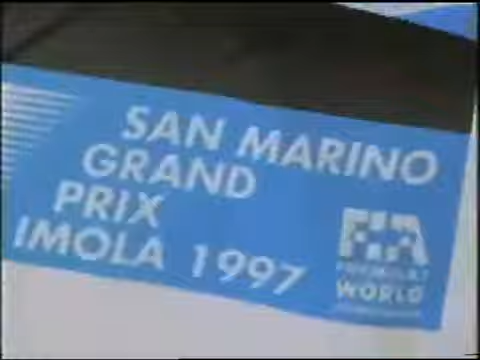 SAN MARINO
GRAND
PRIX
IMOLA 1997
FIA
FORMULA 1
WORLD